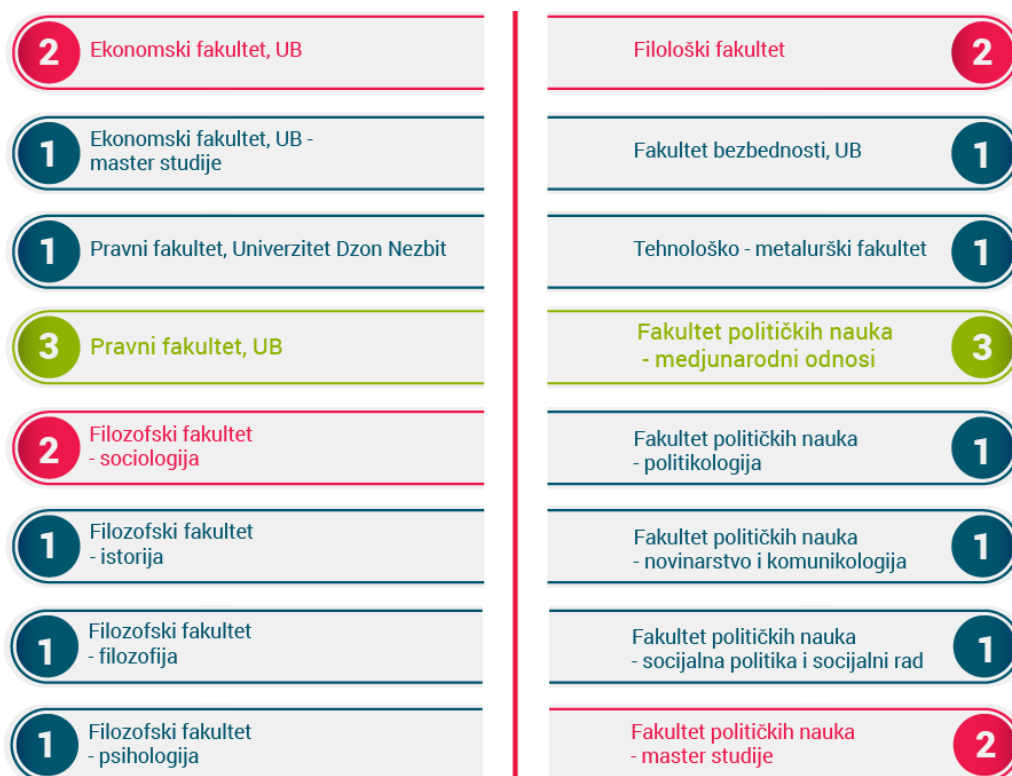 2 Ekonomski fakultet, UB
1 Ekonomski fakultet, UB -
master studije
1 Pravni fakultet, Univerzitet Dzon Nezbit
3 Pravni fakultet, UB
2 Filozofski fakultet
- sociologija
1 Filozofski fakultet
- istorija
1 Filozofski fakultet
- filozofija
1 Filozofski fakultet
- psihologija
Filološki fakultet 2
Fakultet bezbednosti, UB 1
Tehnološko - metalurški fakultet 1
Fakultet političkih nauka
- medjunarodni odnosi 3
Fakultet političkih nauka
- politikologija 1
Fakultet političkih nauka
- novinarstvo i komunikologija 1
Fakultet političkih nauka
- socijalna politika i socijalni rad 1
Fakultet političkih nauka
- master studije 2